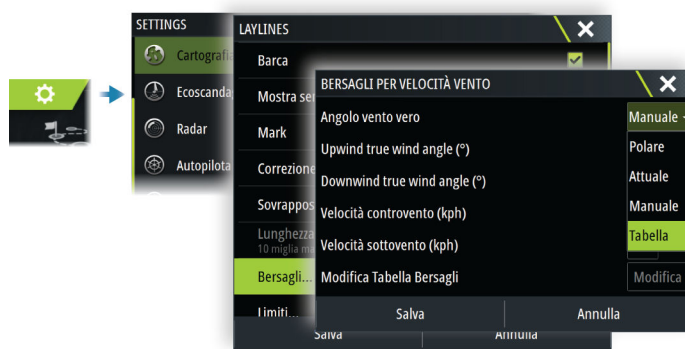 SETTINGS
Cartografia
Ecoscanda
Radar
Autopilota
LAYLINES
Barca
Mostra se
Mark
Correzione
Sovrappos
Lunghezza
10 miglia ma
Bersagli...
Limiti...
Salva
Annulla
BERSAGLI PER VELOCITÀ VENTO
Angolo vento vero
Manuale
Upwind true wind angle (°)
Polare
Downwind true wind angle (°)
Attuale
Velocità controvento (kph)
Manuale
Velocità sottovento (kph)
Tabella
Modifica Tabella Bersagli
Modifica
Salva
Annulla